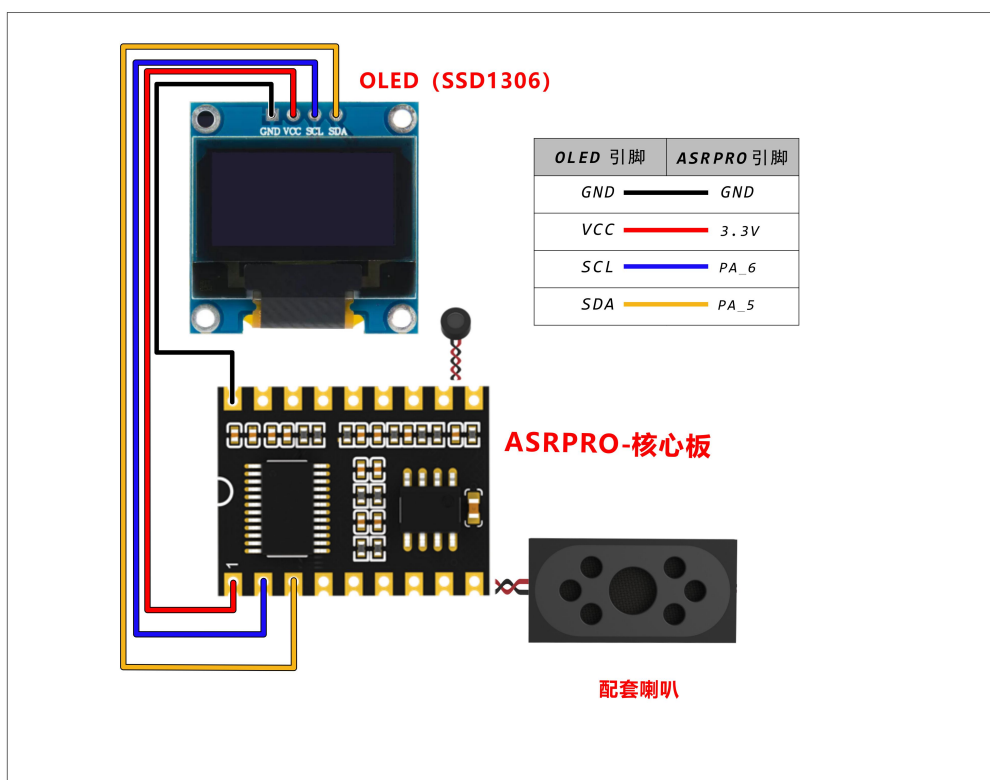 OLED（SSD1306）
GND VCC SCL SDA
OLED 引脚 ASRPRO 引脚
GND GND
VCC 3.3V
SCL PA_6
SDA PA_5
ASRPRO-核心板
1
配套喇叭